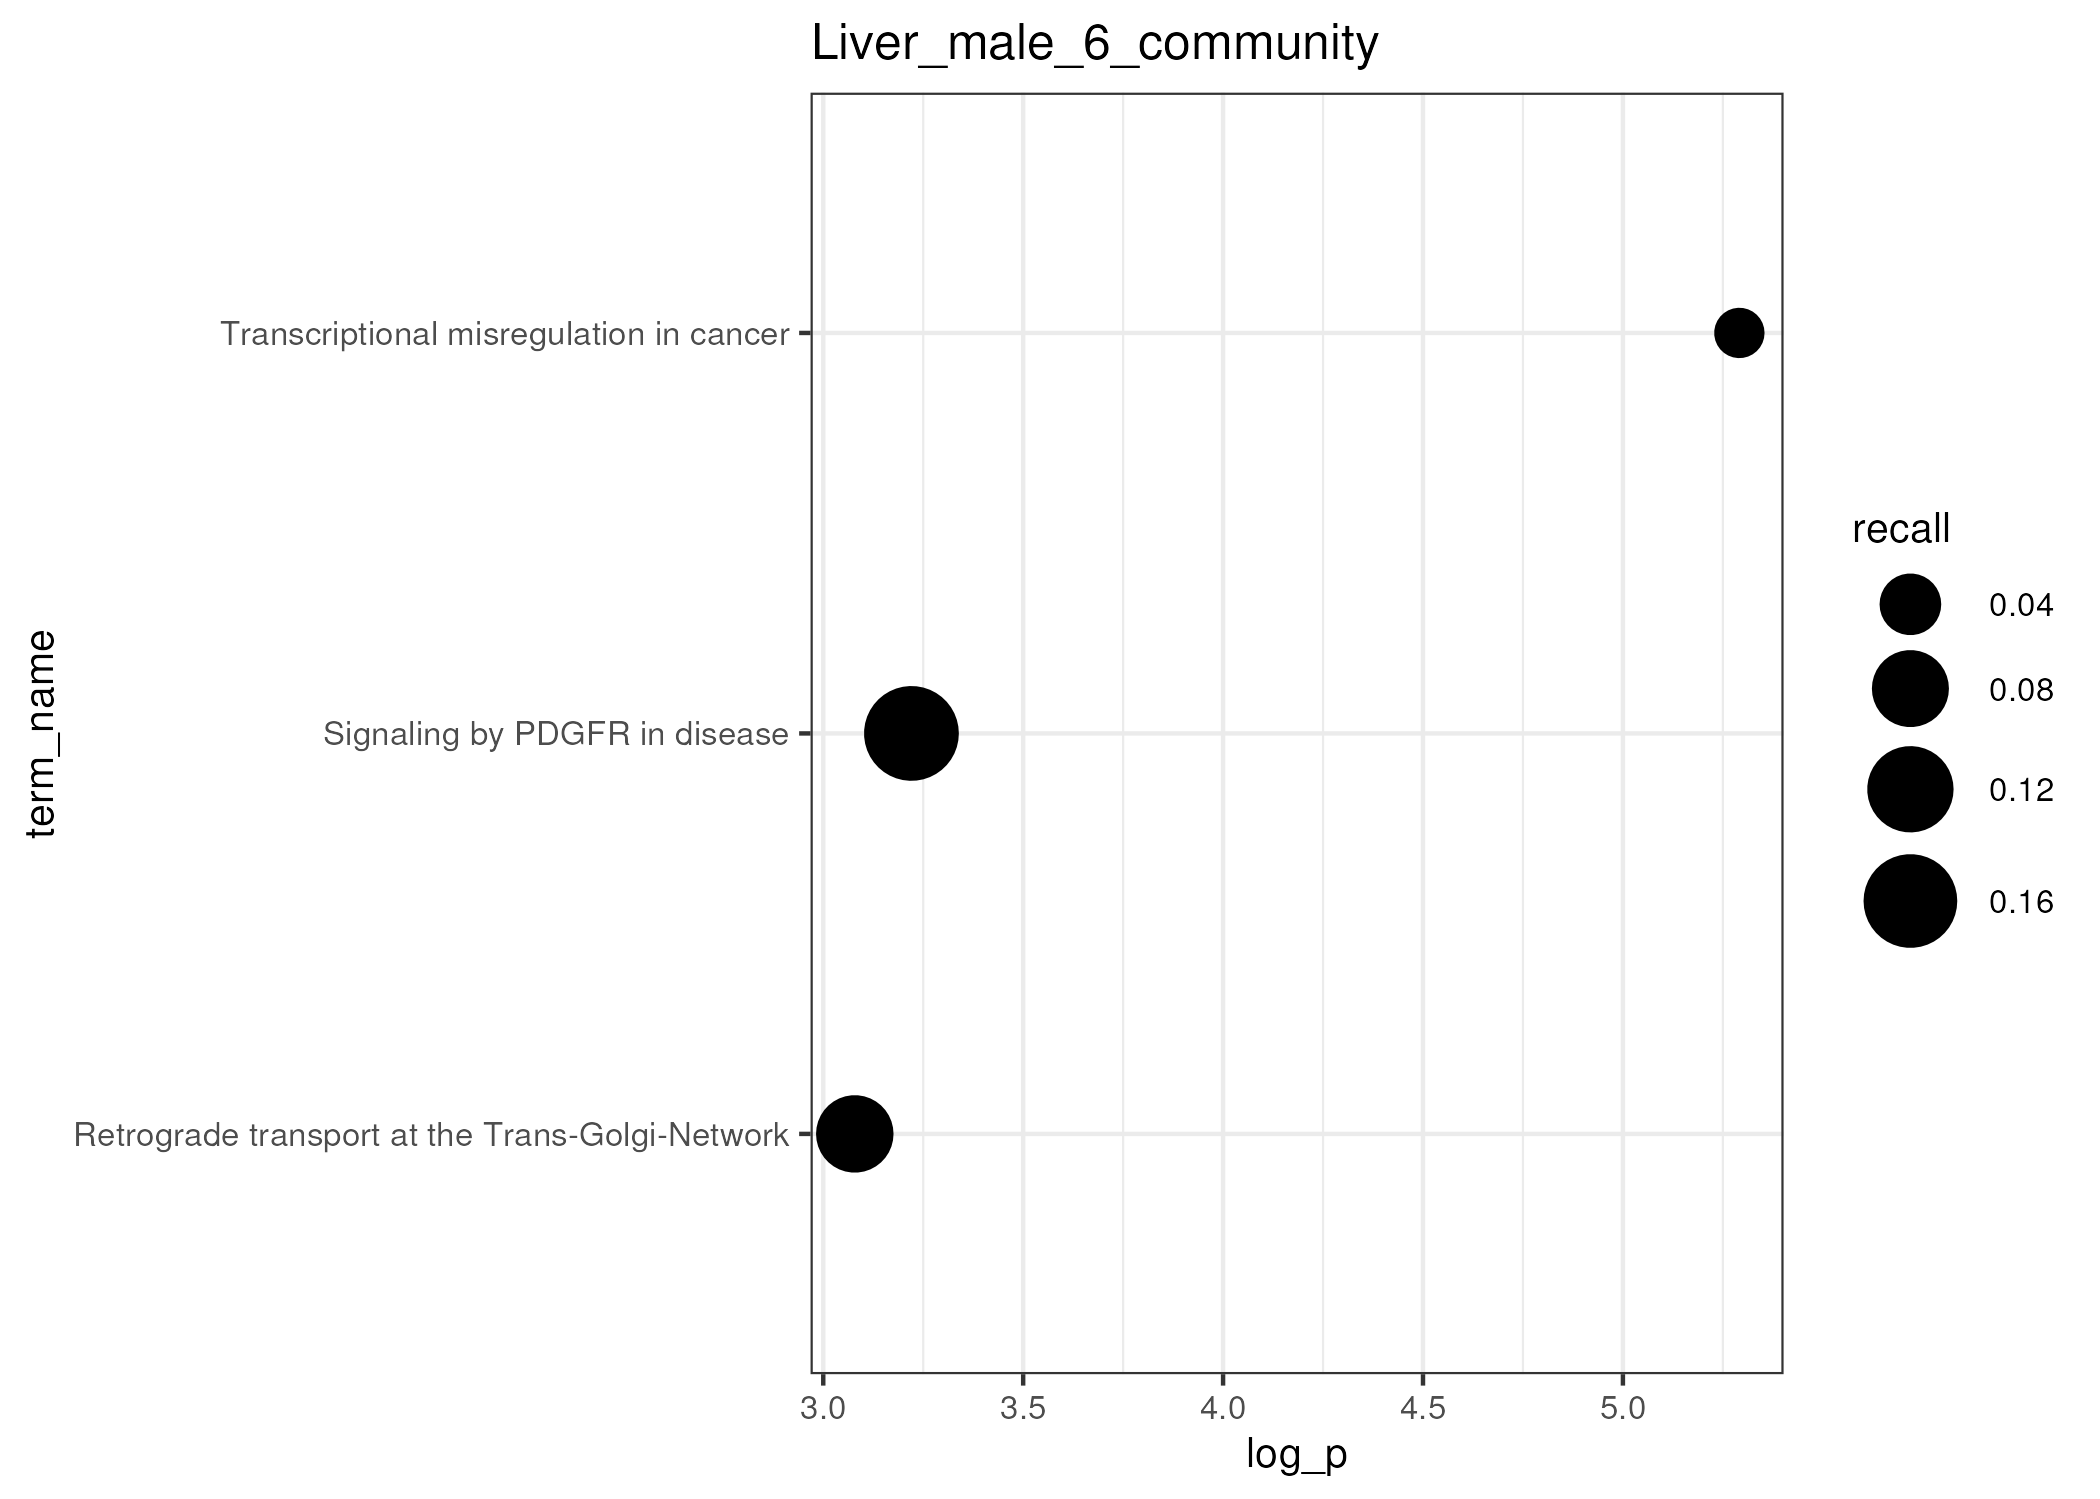 Liver_male_6_community
term_name
Transcriptional misregulation in cancer
Signaling by PDGFR in disease
Retrograde transport at the Trans-Golgi-Network
3.0 3.5 4.0 4.5 5.0
log_p
recall
0.04
0.08
0.12
0.16